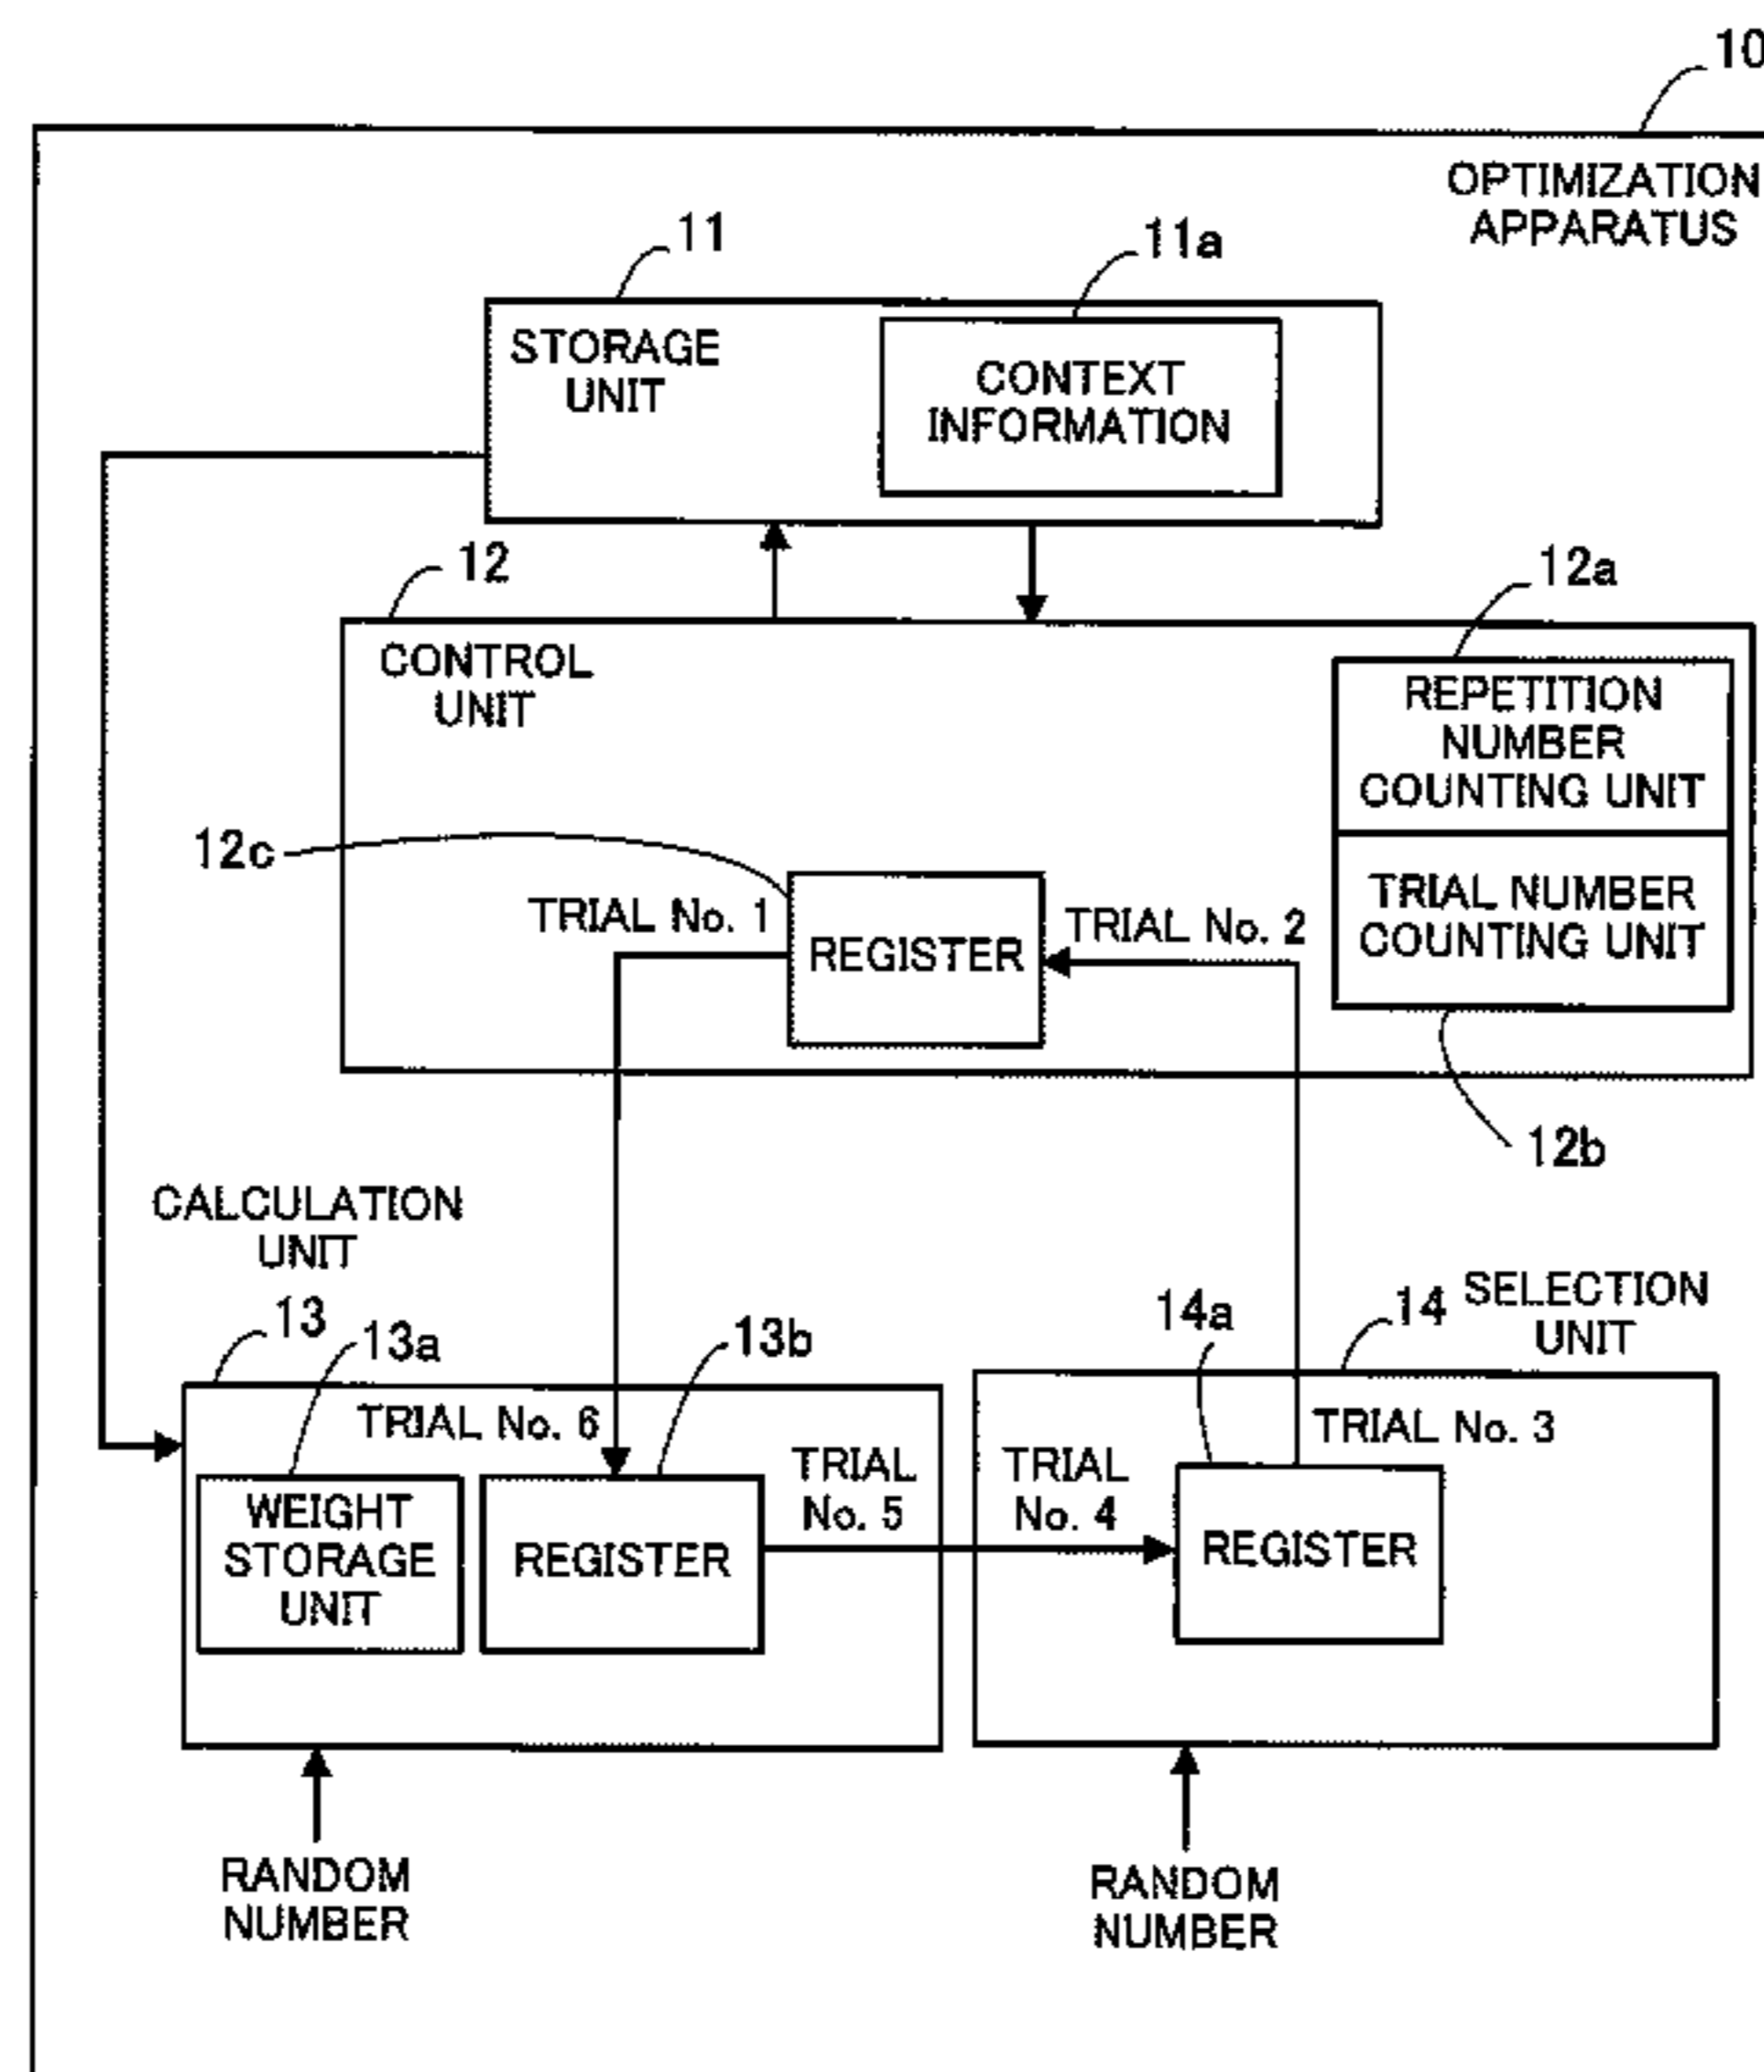 10
OPTIMIZATION
APPARATUS
11
11a
STORAGE
UNIT
CONTEXT
INFORMATION
12
12a
CONTROL
UNIT
REPETITION
NUMBER
COUNTING UNIT
12c
TRIAL No. 1
REGISTER
TRIAL No. 2
TRIAL NUMBER
COUNTING UNIT
12b
CALCULATION
UNIT
13
13a
13b
14a
14
SELECTION
UNIT
TRIAL No. 6
TRIAL
No. 5
TRIAL
No. 4
TRIAL No. 3
WEIGHT
STORAGE
UNIT
REGISTER
REGISTER
RANDOM
NUMBER
RANDOM
NUMBER